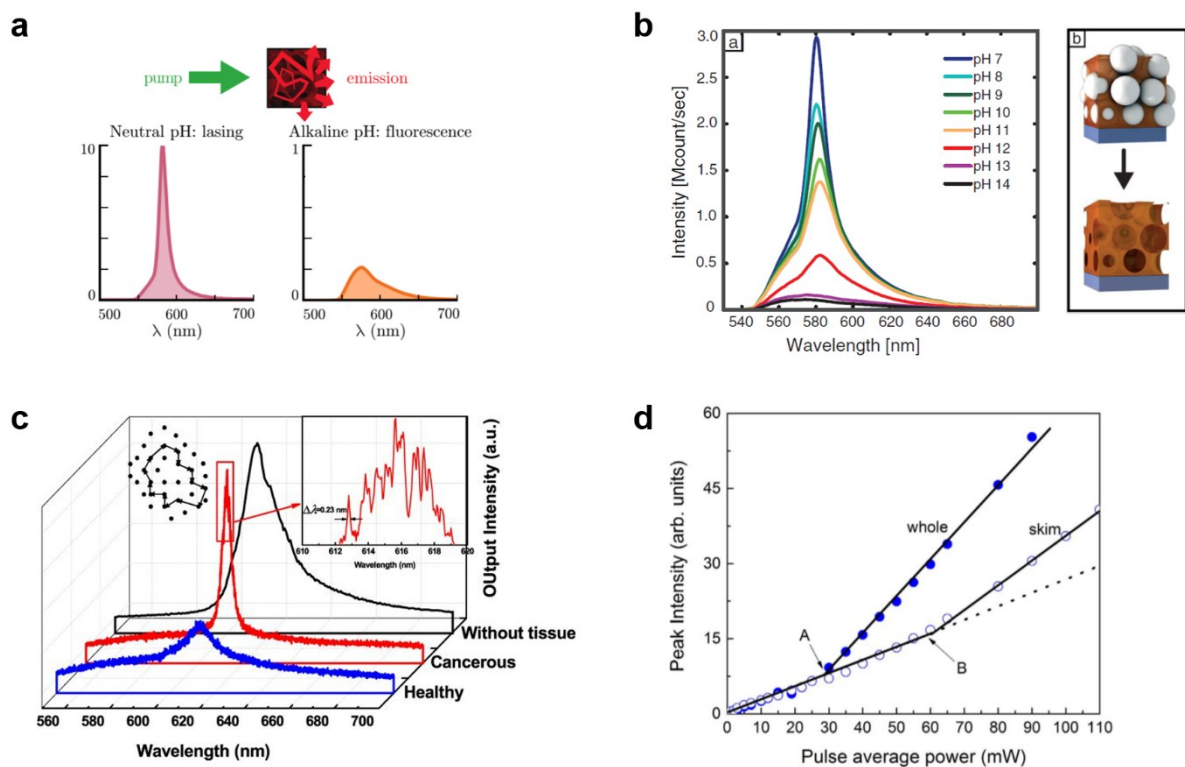 a
pump
emission
Neutral pH: lasing
Alkaline pH: fluorescence
10
0
500
600
700
λ (nm)
1
0
500
600
700
λ (nm)
b
a
3.0
2.5
2.0
1.5
1.0
0.5
0
Intensity [Mcount/sec]
pH 7
pH 8
pH 9
pH 10
pH 11
pH 12
pH 13
pH 14
540 560 580 600 620 640 660 680
Wavelength [nm]
b
c
OUtput Intensity (a.u.)
Δλ=0.23 nm
610 612 614 616 618 620
Wavelength (nm)
Without tissue
Cancerous
Healthy
560 580 600 620 640 660 680 700
Wavelength (nm)
d
60
45
30
15
0
Peak Intensity (arb. units)
whole
skim
A
B
0 10 20 30 40 50 60 70 80 90 100 110
Pulse average power (mW)